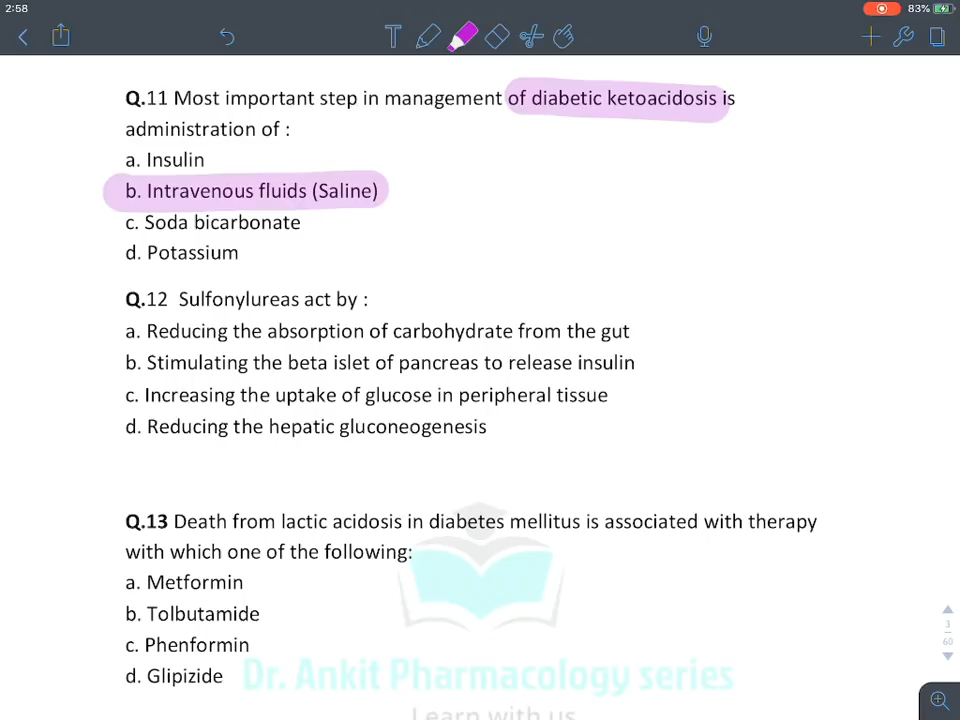 2:58
83%
T
Q.11 Most important step in management of diabetic ketoacidosis is
administration of :
a. Insulin
b. Intravenous fluids (Saline)
c. Soda bicarbonate
d. Potassium
Q.12 Sulfonylureas act by :
a. Reducing the absorption of carbohydrate from the gut
b. Stimulating the beta islet of pancreas to release insulin
c. Increasing the uptake of glucose in peripheral tissue
d. Reducing the hepatic gluconeogenesis
Q.13 Death from lactic acidosis in diabetes mellitus is associated with therapy
with which one of the following:
a. Metformin
b. Tolbutamide
c. Phenformin
d. Glipizide
Dr. Ankit Pharmacology series
Learn with us
3
60